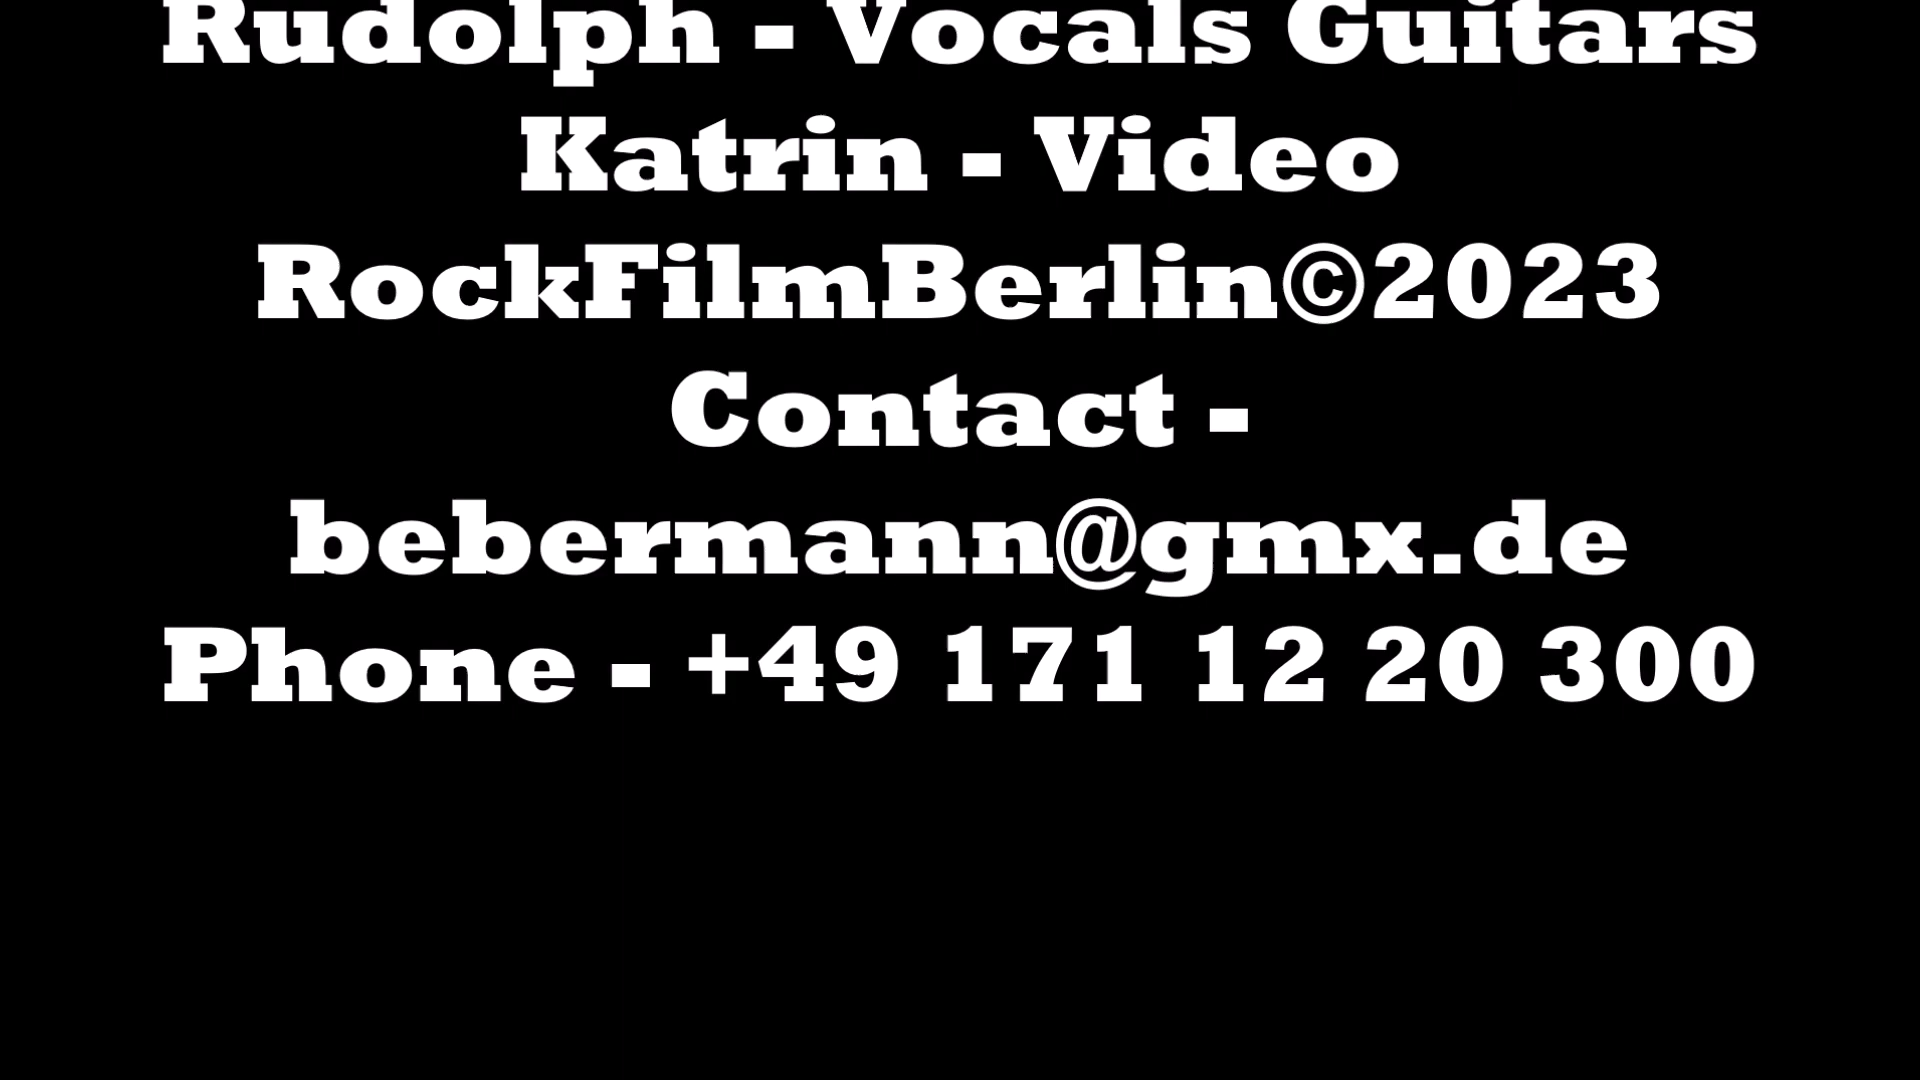 Rudolph - Vocals Guitars
Katrin - Video
RockFilmBerlin©2023
Contact -
bebermann@gmx.de
Phone - +49 171 12 20 300